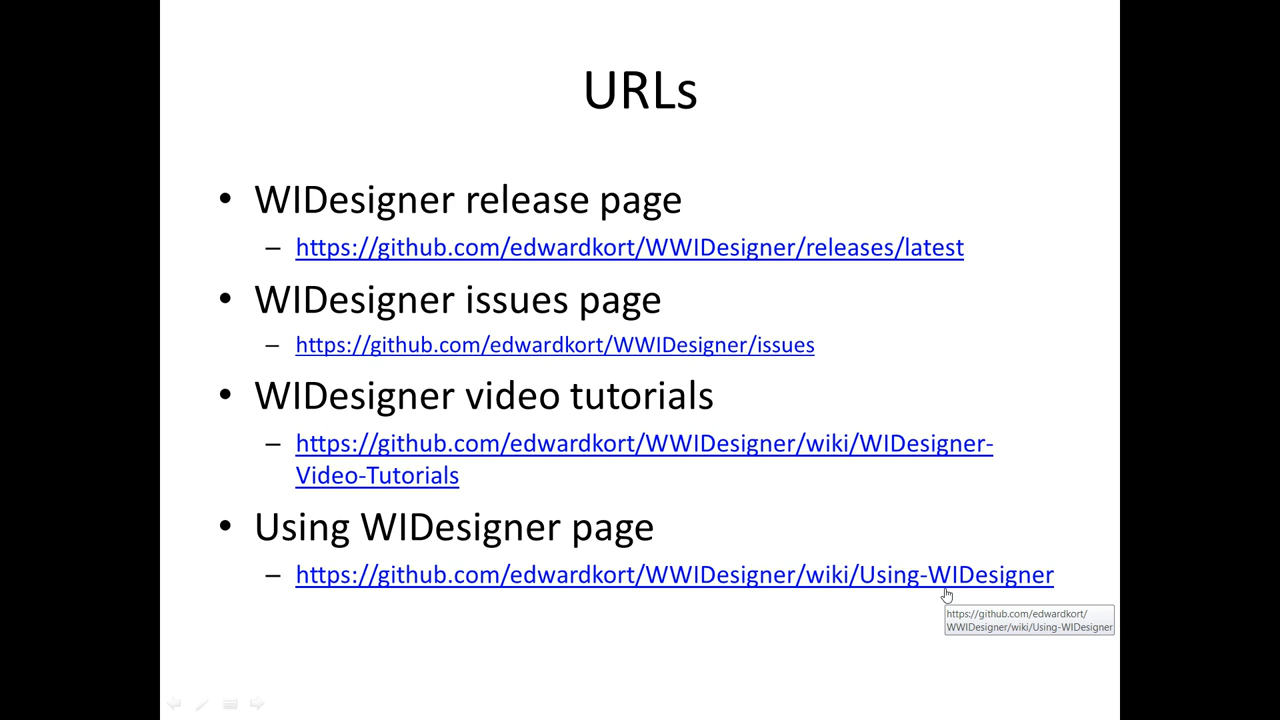 URLs
• WIDesigner release page
– https://github.com/edwardkort/WWIDesigner/releases/latest
• WIDesigner issues page
– https://github.com/edwardkort/WWIDesigner/issues
• WIDesigner video tutorials
– https://github.com/edwardkort/WWIDesigner/wiki/WIDesigner-
Video-Tutorials
• Using WIDesigner page
– https://github.com/edwardkort/WWIDesigner/wiki/Using-WIDesigner
https://github.com/edwardkort/
WWIDesigner/wiki/Using-WIDesigner